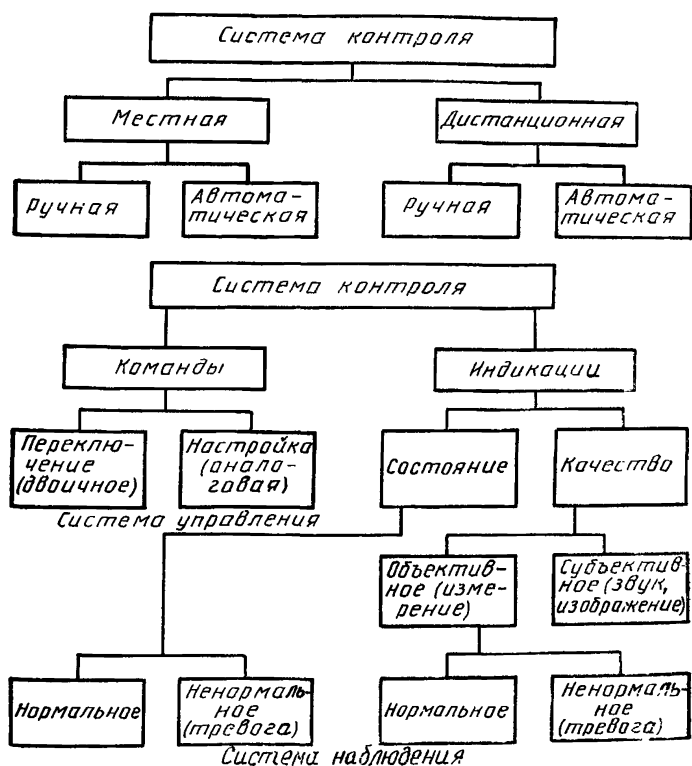 Система контроля
Местная
Дистанционная
Ручная
Автома-
тическая
Ручная
Автома-
тическая
Система контроля
Команды
Индикации
Переклю-
чение
(двоичное)
Настройка
(анало-
говая)
Состояние
Качество
Система управления
Объектив-
ное (изме-
рение)
Субъектив-
ное (звук,
изображение)
Нормальное
Ненормаль-
ное
(тревога)
Нормальное
Ненормаль-
ное
(тревога)
Система наблюдения